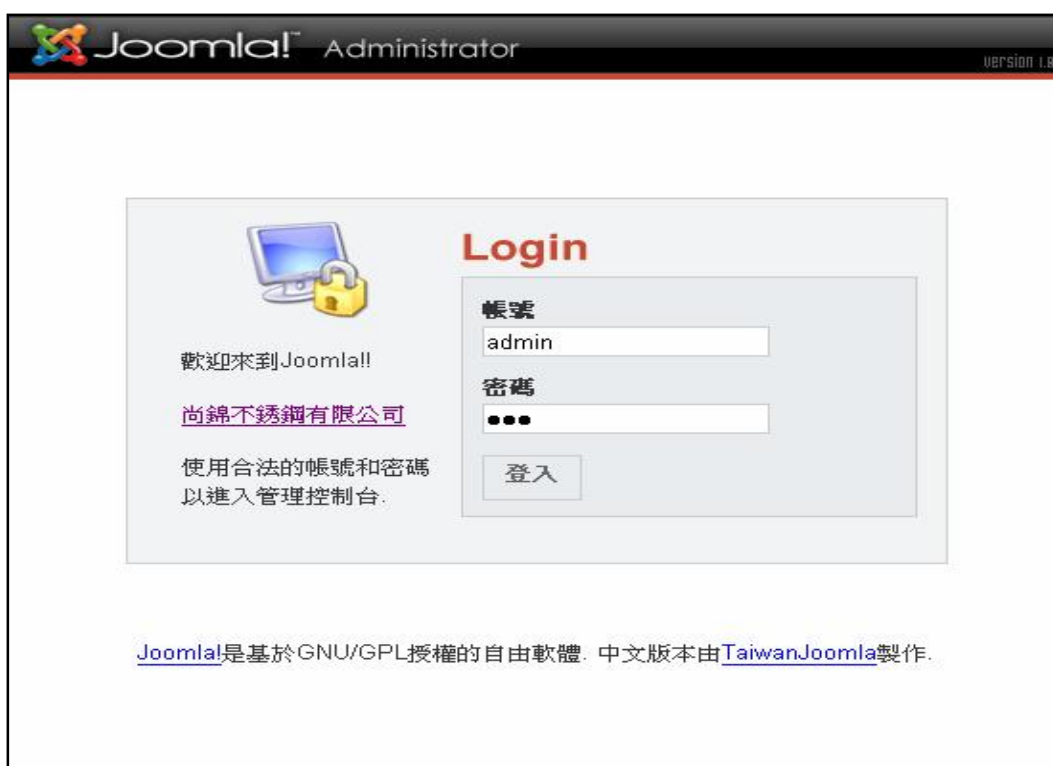 Joomla!™ Administrator
version 1.
Login
帳號
admin
歡迎來到Joomla!!
密碼
尚錦不銹鋼有限公司
使用合法的帳號和密碼
以進入管理控制台.
登入
Joomla!是基於GNU/GPL授權的自由軟體. 中文版本由TaiwanJoomla製作.